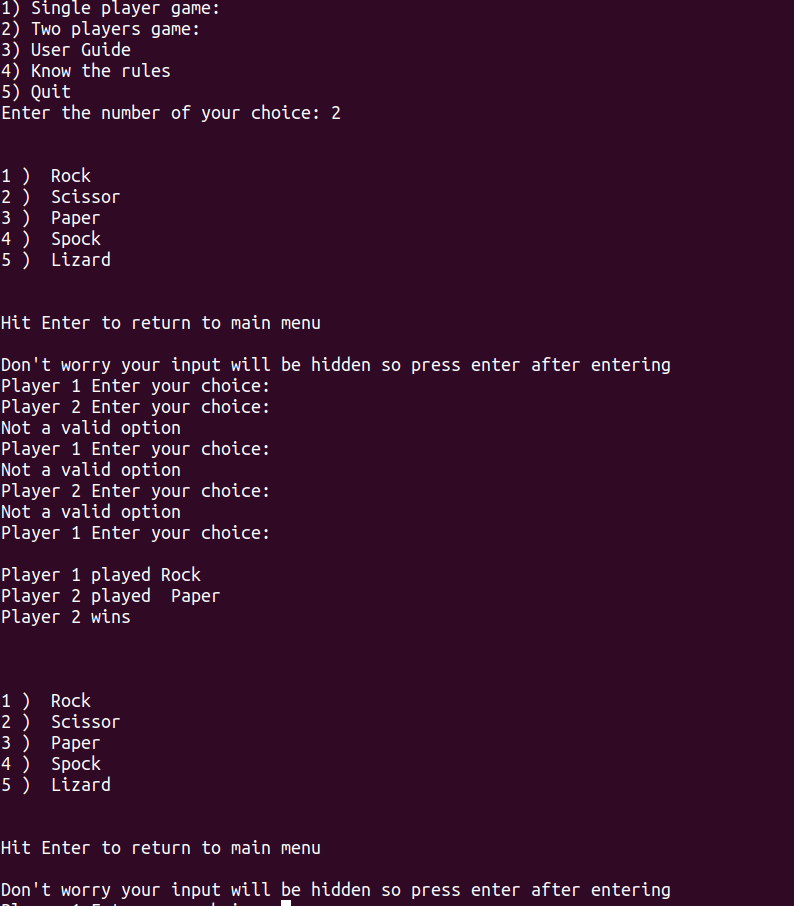 1) Single player game:
2) Two players game:
3) User Guide
4) Know the rules
5) Quit
Enter the number of your choice: 2
1 )  Rock
2 )  Scissor
3 )  Paper
4 )  Spock
5 )  Lizard
Hit Enter to return to main menu
Don't worry your input will be hidden so press enter after entering
Player 1 Enter your choice:
Player 2 Enter your choice:
Not a valid option
Player 1 Enter your choice:
Not a valid option
Player 2 Enter your choice:
Not a valid option
Player 1 Enter your choice:
Player 1 played Rock
Player 2 played  Paper
Player 2 wins
1 )  Rock
2 )  Scissor
3 )  Paper
4 )  Spock
5 )  Lizard
Hit Enter to return to main menu
Don't worry your input will be hidden so press enter after entering